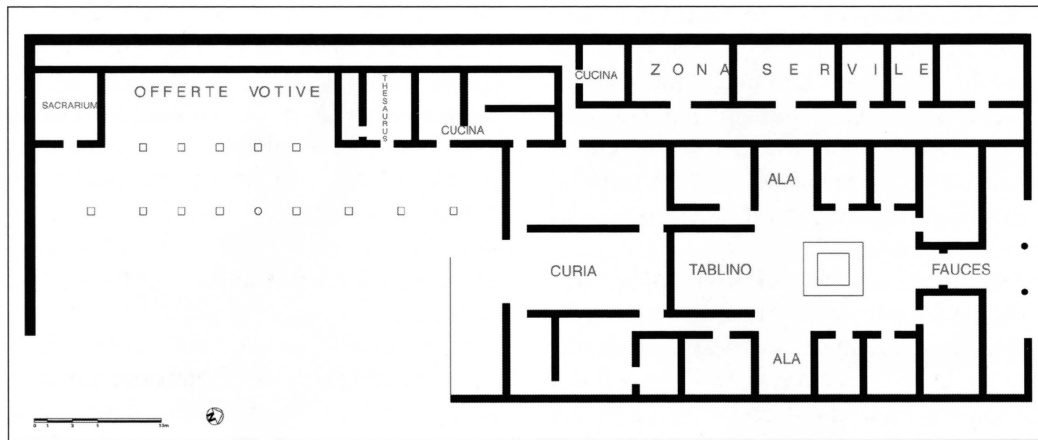 CUCINA
ZONA SERVILE
SACRARIUM
OFFERTE VOTIVE
THESAURUS
CUCINA
ALA
CURIA
TABLINO
FAUCES
ALA
N